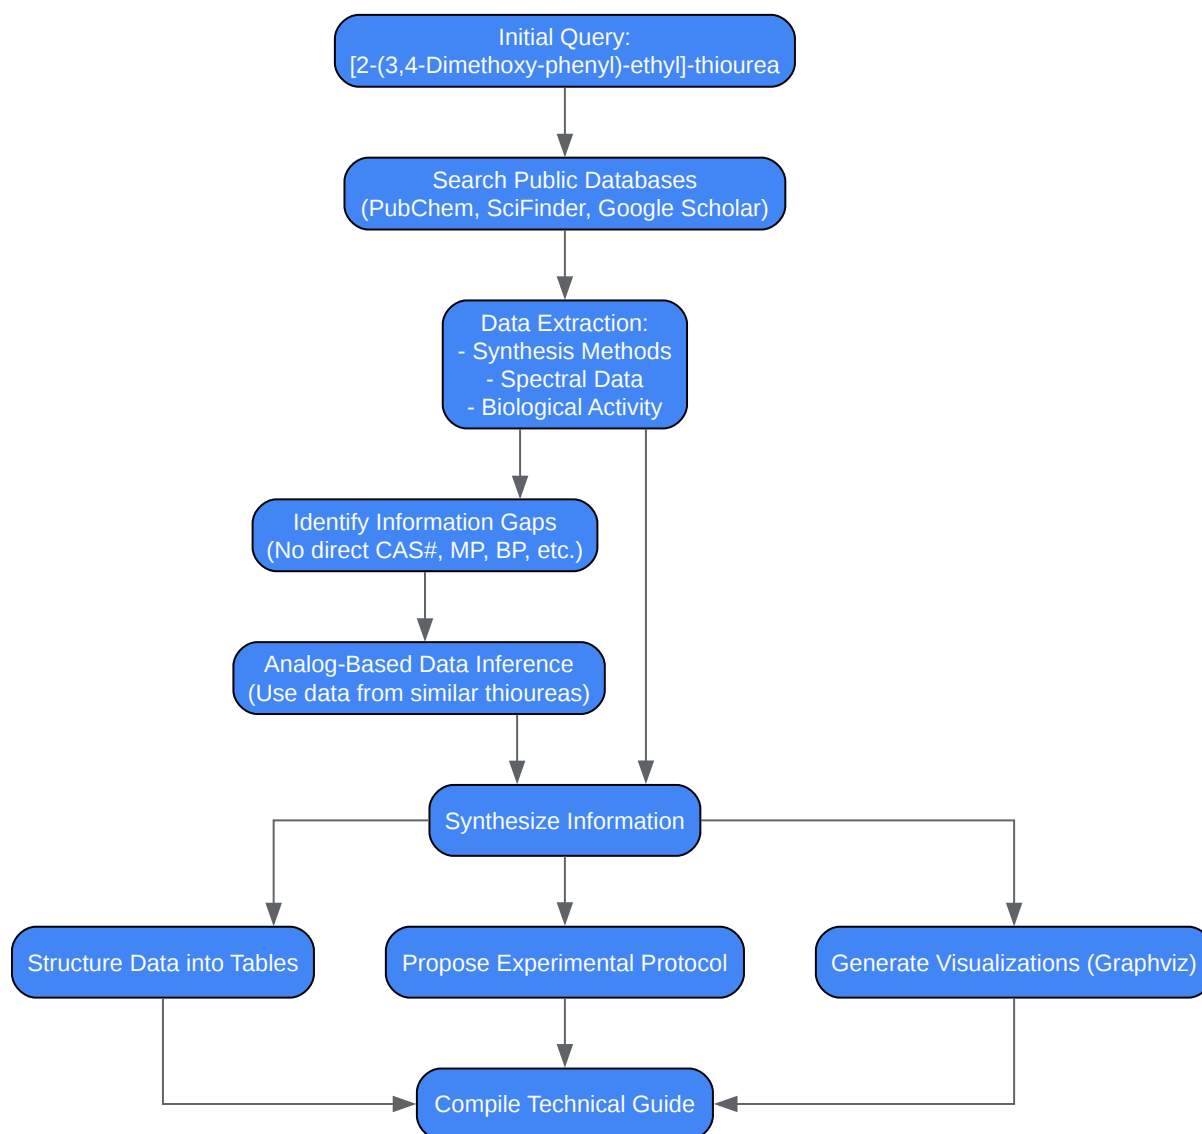 Initial Query:
[2-(3,4-Dimethoxy-phenyl)-ethyl]-thiourea
Search Public Databases
(PubChem, SciFinder, Google Scholar)
Data Extraction:
- Synthesis Methods
- Spectral Data
- Biological Activity
Identify Information Gaps
(No direct CAS#, MP, BP, etc.)
Analog-Based Data Inference
(Use data from similar thioureas)
Synthesize Information
Structure Data into Tables
Propose Experimental Protocol
Generate Visualizations (Graphviz)
Compile Technical Guide